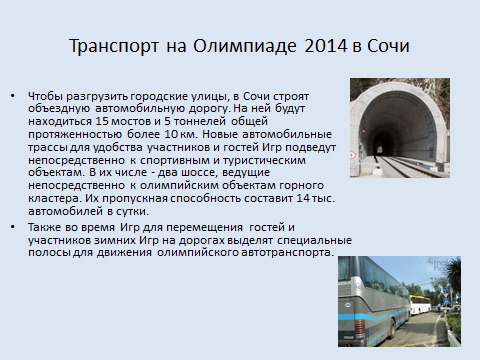 Транспорт на Олимпиаде 2014 в Сочи
• Чтобы разгрузить городские улицы, в Сочи строят
объездную автомобильную дорогу. На ней будут
находиться 15 мостов и 5 тоннелей общей
протяженностью более 10 км. Новые автомобильные
трассы для удобства участников и гостей Игр подведут
непосредственно к спортивным и туристическим
объектам. В их числе - два шоссе, ведущие
непосредственно к олимпийским объектам горного
кластера. Их пропускная способность составит 14 тыс.
автомобилей в сутки.
• Также во время Игр для перемещения гостей и
участников зимних Игр на дорогах выделят специальные
полосы для движения олимпийского автотранспорта.